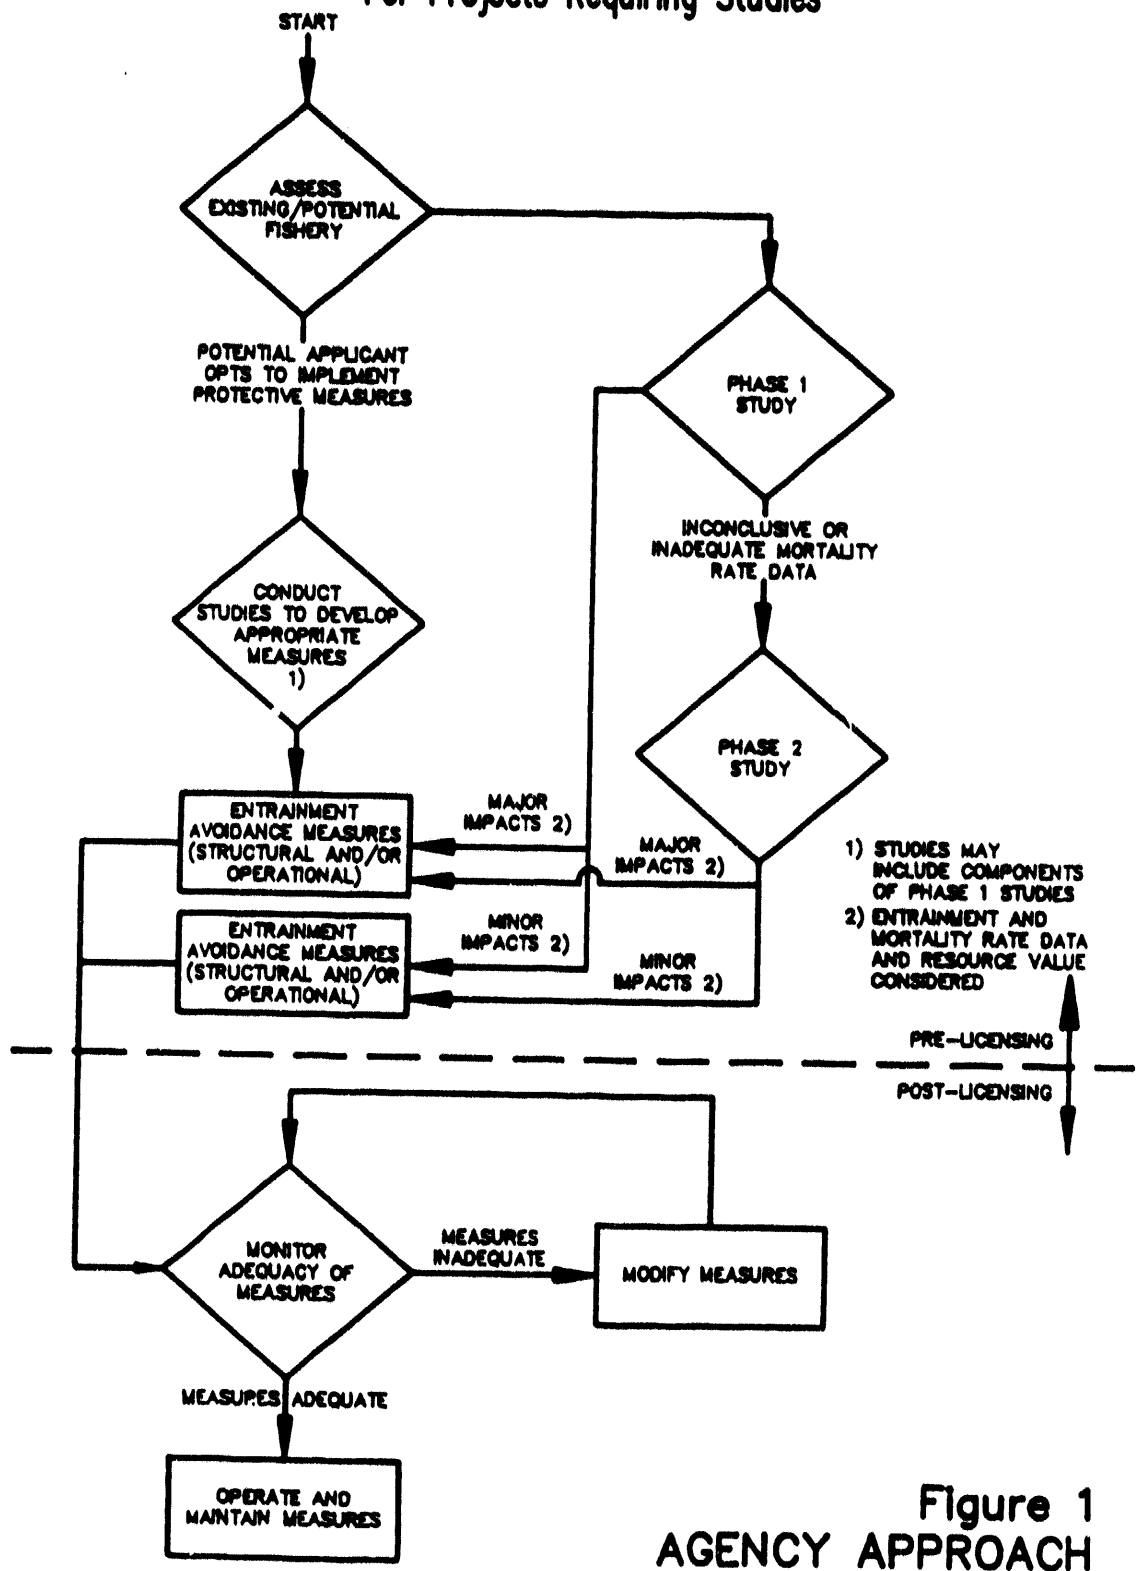 For Projects Requiring Studies
START
ASSESS
EXISTING/POTENTIAL
FISHERY
POTENTIAL APPLICANT
OPTS TO IMPLEMENT
PROTECTIVE MEASURES
PHASE 1
STUDY
INCONCLUSIVE OR
INADEQUATE MORTALITY
RATE DATA
CONDUCT
STUDIES TO DEVELOP
APPROPRIATE
MEASURES
1)
PHASE 2
STUDY
ENTRAINMENT
AVOIDANCE MEASURES
(STRUCTURAL AND/OR
OPERATIONAL)
MAJOR
IMPACTS 2)
MAJOR
IMPACTS 2)
ENTRAINMENT
AVOIDANCE MEASURES
(STRUCTURAL AND/OR
OPERATIONAL)
MINOR
IMPACTS 2)
MINOR
IMPACTS 2)
1) STUDIES MAY
INCLUDE COMPONENTS
OF PHASE 1 STUDIES
2) ENTRAINMENT AND
MORTALITY RATE DATA
AND RESOURCE VALUE
CONSIDERED
PRE-LICENSING
POST-LICENSING
MONITOR
ADEQUACY OF
MEASURES
MEASURES
INADEQUATE
MODIFY MEASURES
MEASURES ADEQUATE
OPERATE AND
MAINTAIN MEASURES
Figure 1
AGENCY APPROACH